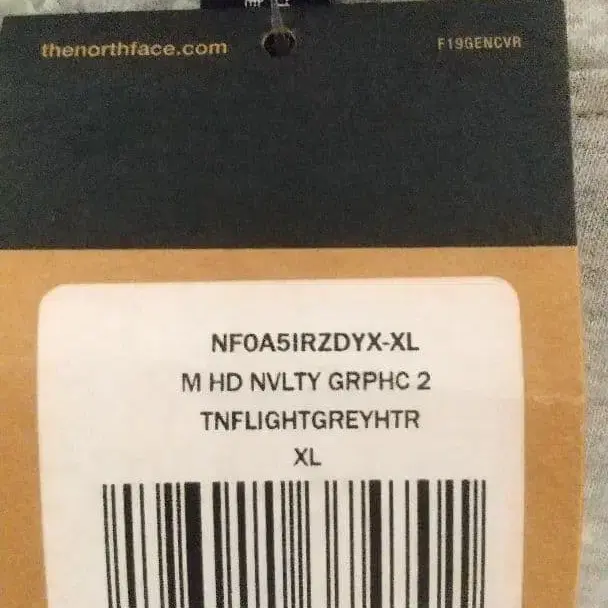 thenorthface.com
F19GENCVR
NF0A5IRZDYX-XL
M HD NVLTY GRPHC 2
TNFLIGHTGREYHTR
XL